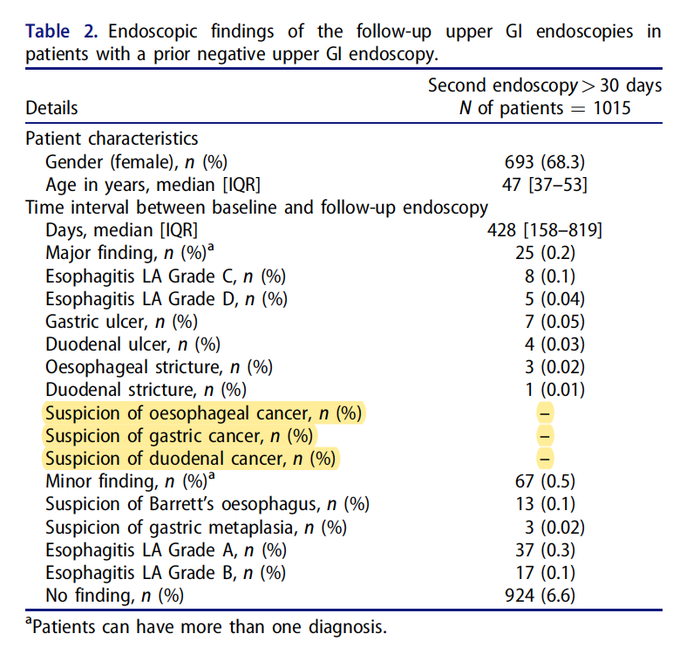 Table 2. Endoscopic findings of the follow-up upper GI endoscopies in
patients with a prior negative upper GI endoscopy.
Second endoscopy > 30 days
Details N of patients = 1015
Patient characteristics
Gender (female), n (%) 693 (68.3)
Age in years, median [IQR] 47 [37–53]
Time interval between baseline and follow-up endoscopy
Days, median [IQR] 428 [158–819]
Major finding, n (%)a 25 (0.2)
Esophagitis LA Grade C, n (%) 8 (0.1)
Esophagitis LA Grade D, n (%) 5 (0.04)
Gastric ulcer, n (%) 7 (0.05)
Duodenal ulcer, n (%) 4 (0.03)
Oesophageal stricture, n (%) 3 (0.02)
Duodenal stricture, n (%) 1 (0.01)
Suspicion of oesophageal cancer, n (%) –
Suspicion of gastric cancer, n (%) –
Suspicion of duodenal cancer, n (%) –
Minor finding, n (%)a 67 (0.5)
Suspicion of Barrett's oesophagus, n (%) 13 (0.1)
Suspicion of gastric metaplasia, n (%) 3 (0.02)
Esophagitis LA Grade A, n (%) 37 (0.3)
Esophagitis LA Grade B, n (%) 17 (0.1)
No finding, n (%) 924 (6.6)
aPatients can have more than one diagnosis.